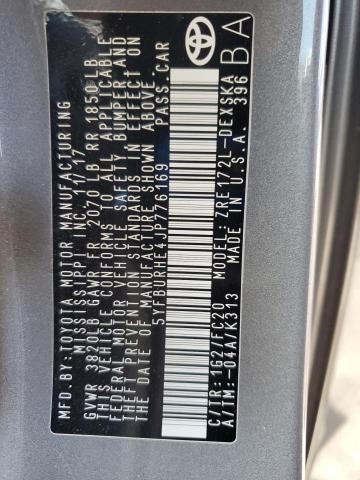 MFD.BY:TOYOTA MOTOR MANUFACTURING
MISSISSIPPI INC. 11/17
GVWR 3820LB GAWR FR 2070 LB RR 1850LB
THIS VEHICLE CONFORMS TO ALL APPLICABLE
FEDERAL MOTOR VEHICLE SAFETY BUMPER AND
THEFT PREVENTION STANDARDS IN EFFECT ON
THE DATE OF MANUFACTURE SHOWN ABOVE.
5YFBURHE4JP776169 PASS.CAR
C/TR:1G2/FC20 MODEL:ZRE172L-DEXSKA
A/TM:-04A/K313 MADE IN U.S.A. 396
BA
TOYOTA